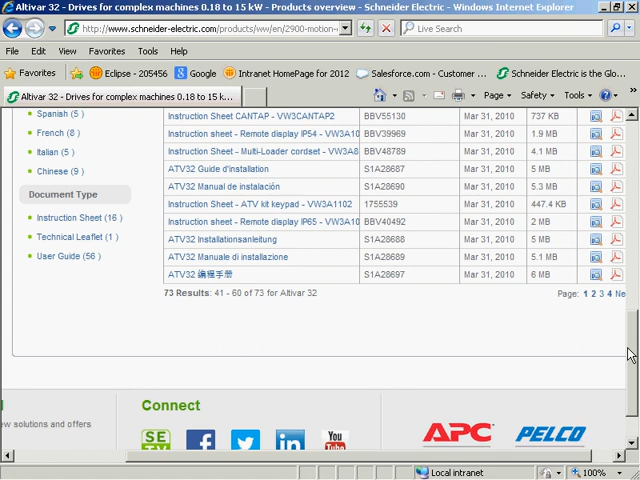 Altivar 32 - Drives for complex machines 0.18 to 15 kW - Products overview - Schneider Electric - Windows Internet Explorer
http://www.schneider-electric.com/products/ww/en/2900-motion-
Live Search
File Edit View Favorites Tools Help
Favorites Eclipse - 205456 Google Intranet HomePage for 2012 Salesforce.com - Customer ... Schneider Electric is the Glo...
Altivar 32 - Drives for complex machines 0.18 to 15 k... Page Safety Tools
Spanish (5 )
French (8 )
Italian (5 )
Chinese (9 )
Document Type
Instruction Sheet (16 )
Technical Leaflet (1 )
User Guide (56 )
Instruction Sheet CANTAP - VW3CANTAP2 BBV55130 Mar 31, 2010 737 KB
Instruction sheet - Remote display IP54 - VW3A10 BBV39969 Mar 31, 2010 1.9 MB
Instruction Sheet - Multi-Loader cordset - VW3A8 BBV48789 Mar 31, 2010 4.1 MB
ATV32 Guide d'installation S1A28687 Mar 31, 2010 5 MB
ATV32 Manual de instalación S1A28690 Mar 31, 2010 5.3 MB
Instruction Sheet - ATV kit keypad - VW3A1102 1755539 Mar 31, 2010 447.4 KB
Instruction sheet - Remote display IP65 - VW3A10 BBV40492 Mar 31, 2010 2 MB
ATV32 Installationsanleitung S1A28688 Mar 31, 2010 5 MB
ATV32 Manuale di installazione S1A28689 Mar 31, 2010 5.1 MB
ATV32 编程手册 S1A28697 Mar 31, 2010 6 MB
73 Results: 41 - 60 of 73 for Altivar 32
Page: 1 2 3 4 Ne
ew solutions and offers
Connect
SE
TV
You
Tube
APC
PELCO
Local intranet 100%